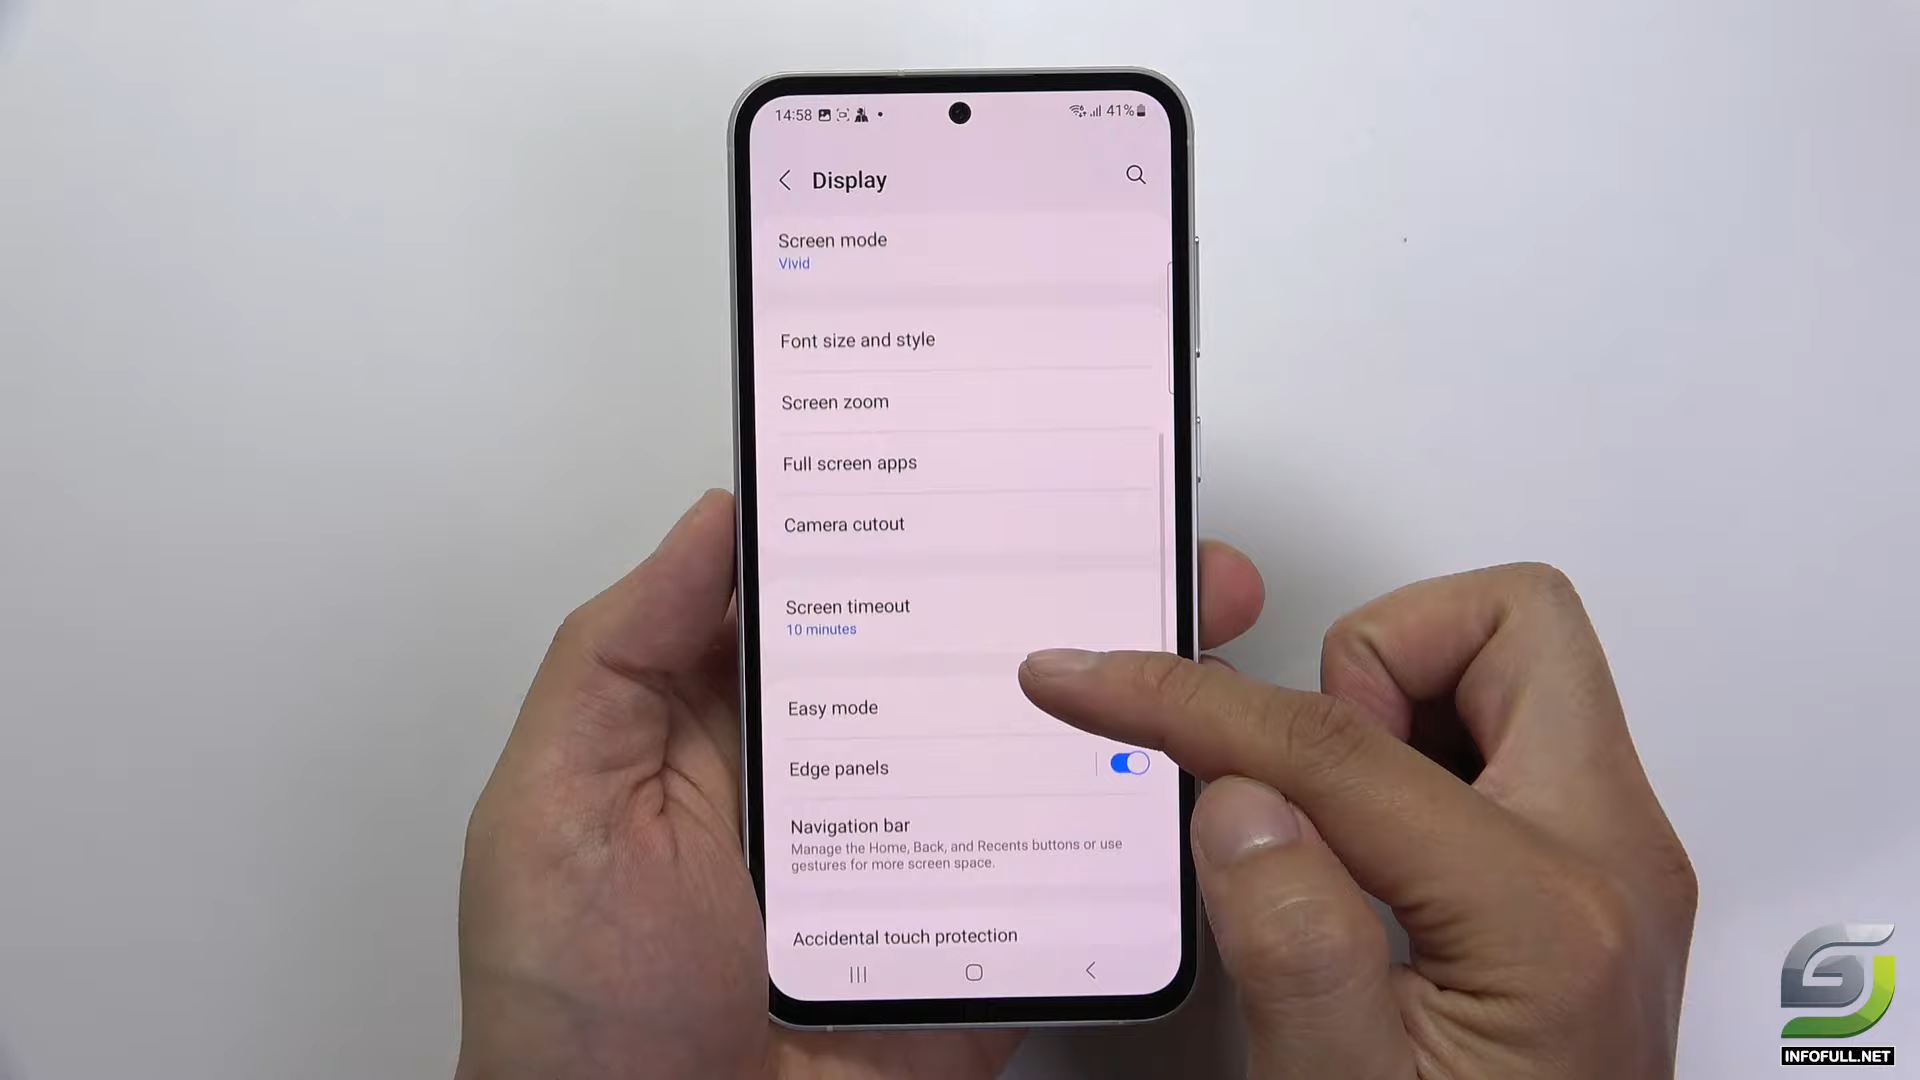 14:58
41%
Display
Screen mode
Vivid
Font size and style
Screen zoom
Full screen apps
Camera cutout
Screen timeout
10 minutes
Easy mode
Edge panels
Navigation bar
Manage the Home, Back, and Recents buttons or use
gestures for more screen space.
Accidental touch protection
INFOFULL.NET